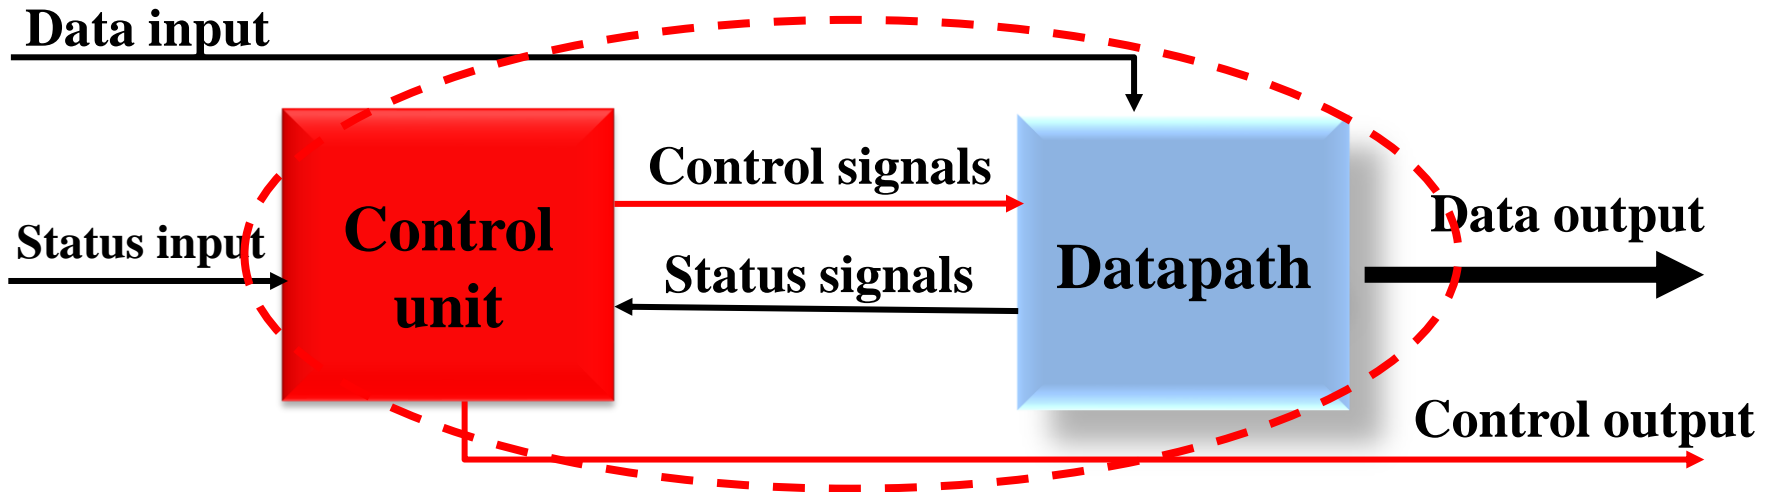 Data input
Control signals
Status input
Control
unit
Status signals
Datapath
Data output
Control output